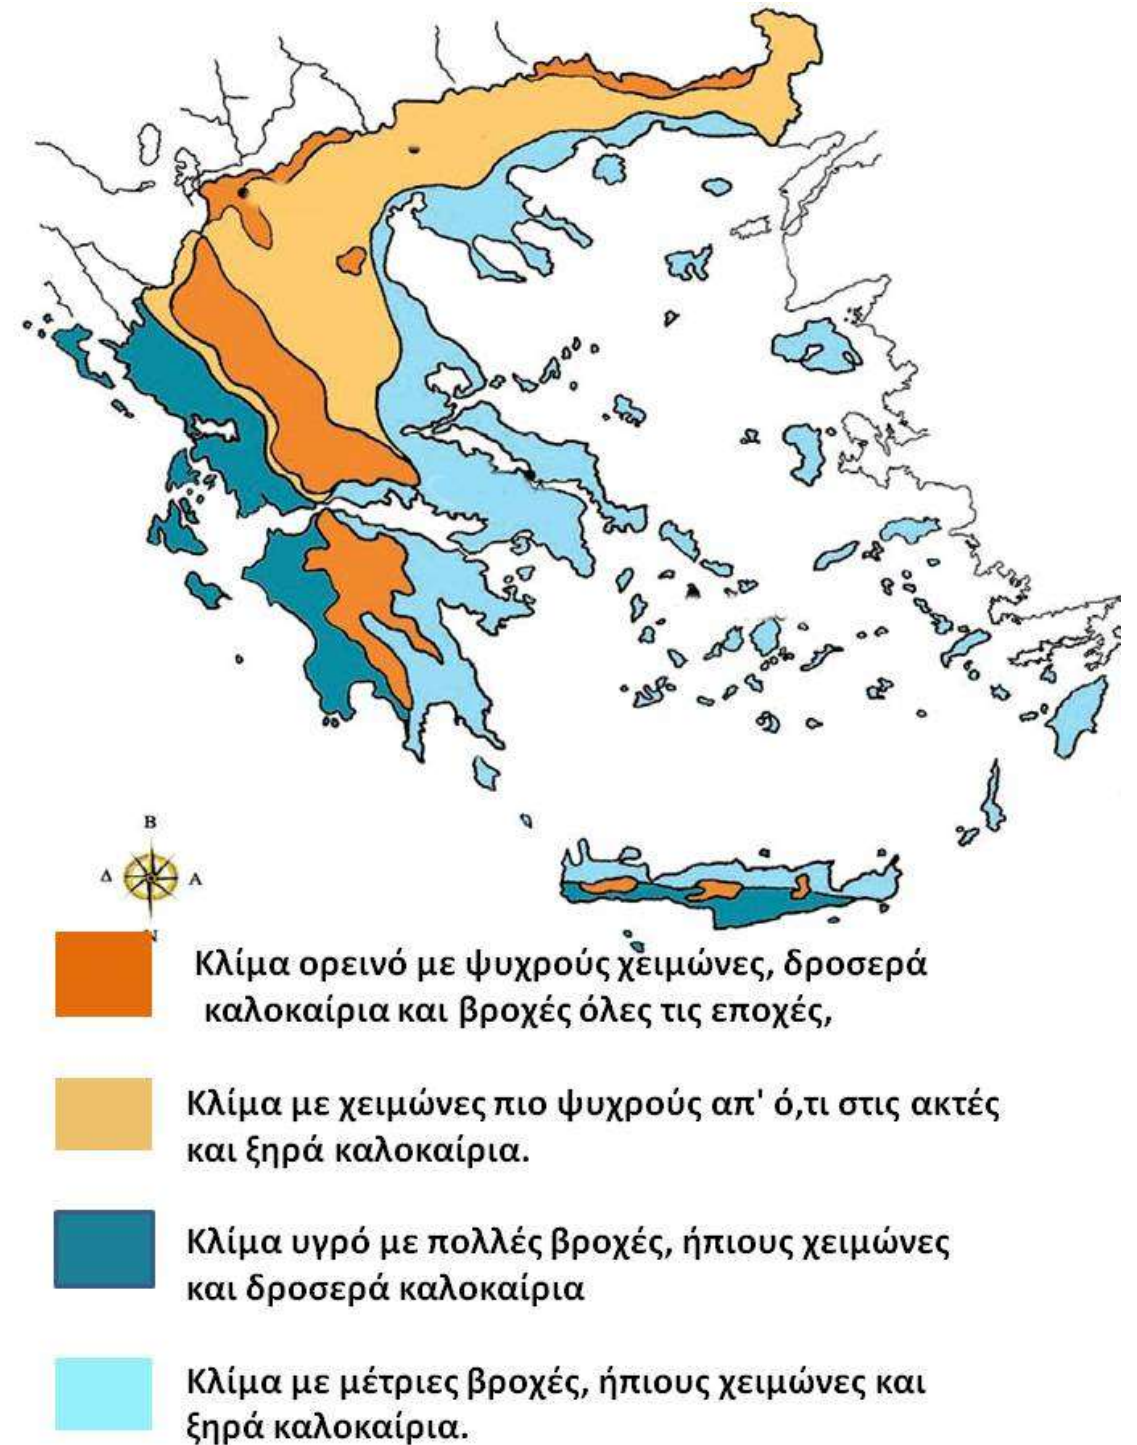 Β
Δ
Α
Ν
Κλίμα ορεινό με ψυχρούς χειμώνες, δροσερά
καλοκαίρια και βροχές όλες τις εποχές,
Κλίμα με χειμώνες πιο ψυχρούς απ' ό,τι στις ακτές
και ξηρά καλοκαίρια.
Κλίμα υγρό με πολλές βροχές, ήπιους χειμώνες
και δροσερά καλοκαίρια
Κλίμα με μέτριες βροχές, ήπιους χειμώνες και
ξηρά καλοκαίρια.